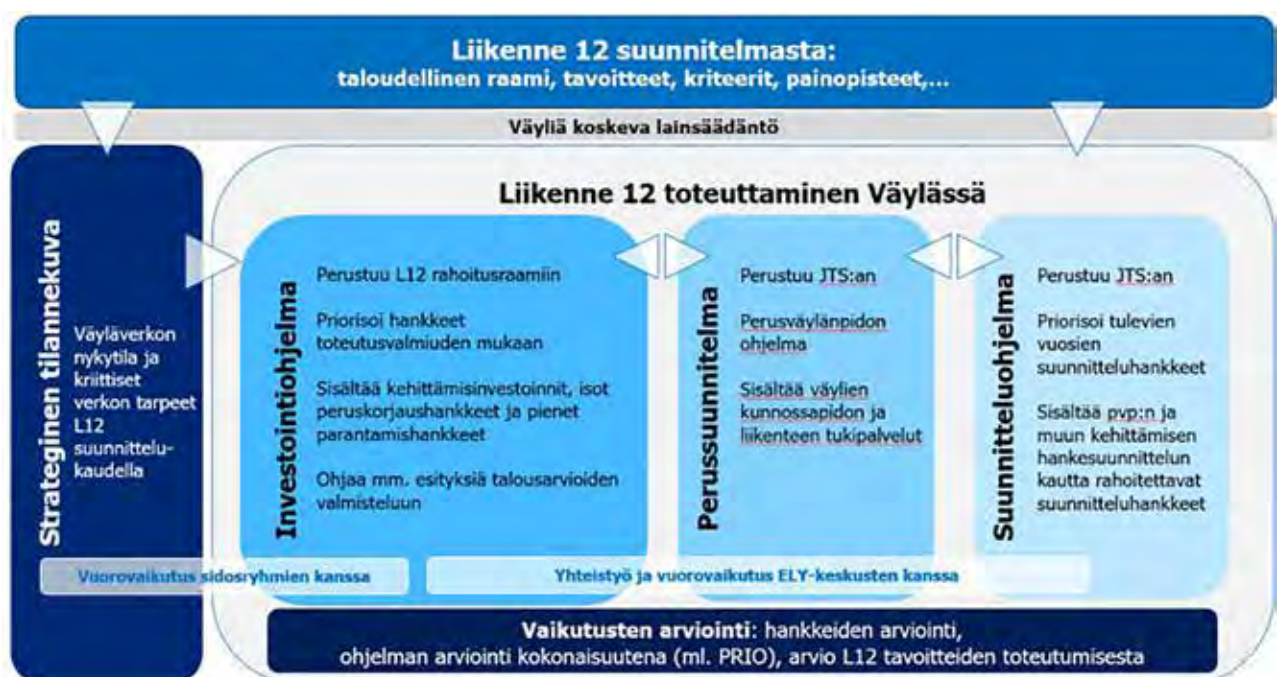 Liikenne 12 suunnitelmasta:
taloudellinen raami, tavoitteet, kriteerit, painopisteet,...
Väyliä koskeva lainsäädäntö
Strateginen tilannekuva
Väyläverkon
nykytila ja
kriittiset
verkon tarpeet
L12
suunnittelu-
kaudella
Liikenne 12 toteuttaminen Väylässä
Investointiohjelma
Perustuu L12 rahoitusraamiin
Priorisoi hankkeet
toteutusvalmiuden mukaan
Sisältää kehittämisinvestoinnit, isot
peruskorjaushankkeet ja pienet
parantamishankkeet
Ohjaa mm. esityksiä talousarvioiden
valmisteluun
Perussuunnitelma
Perustuu JTS:an
Perusväylänpidon
ohjelma
Sisältää väylien
kunnossapidon ja
liikenteen tukipalvelut
Suunnitteluohjelma
Perustuu JTS:an
Priorisoi tulevien
vuosien
suunnitteluhankkeet
Sisältää pvp:n ja
muun kehittämisen
hankesuunnittelun
kautta rahoitettavat
suunnitteluhankkeet
Vuorovaikutus sidosryhmien kanssa
Yhteistyö ja vuorovaikutus ELY-keskusten kanssa
Vaikutusten arviointi: hankkeiden arviointi,
ohjelman arviointi kokonaisuutena (ml. PRIO), arvio L12 tavoitteiden toteutumisesta